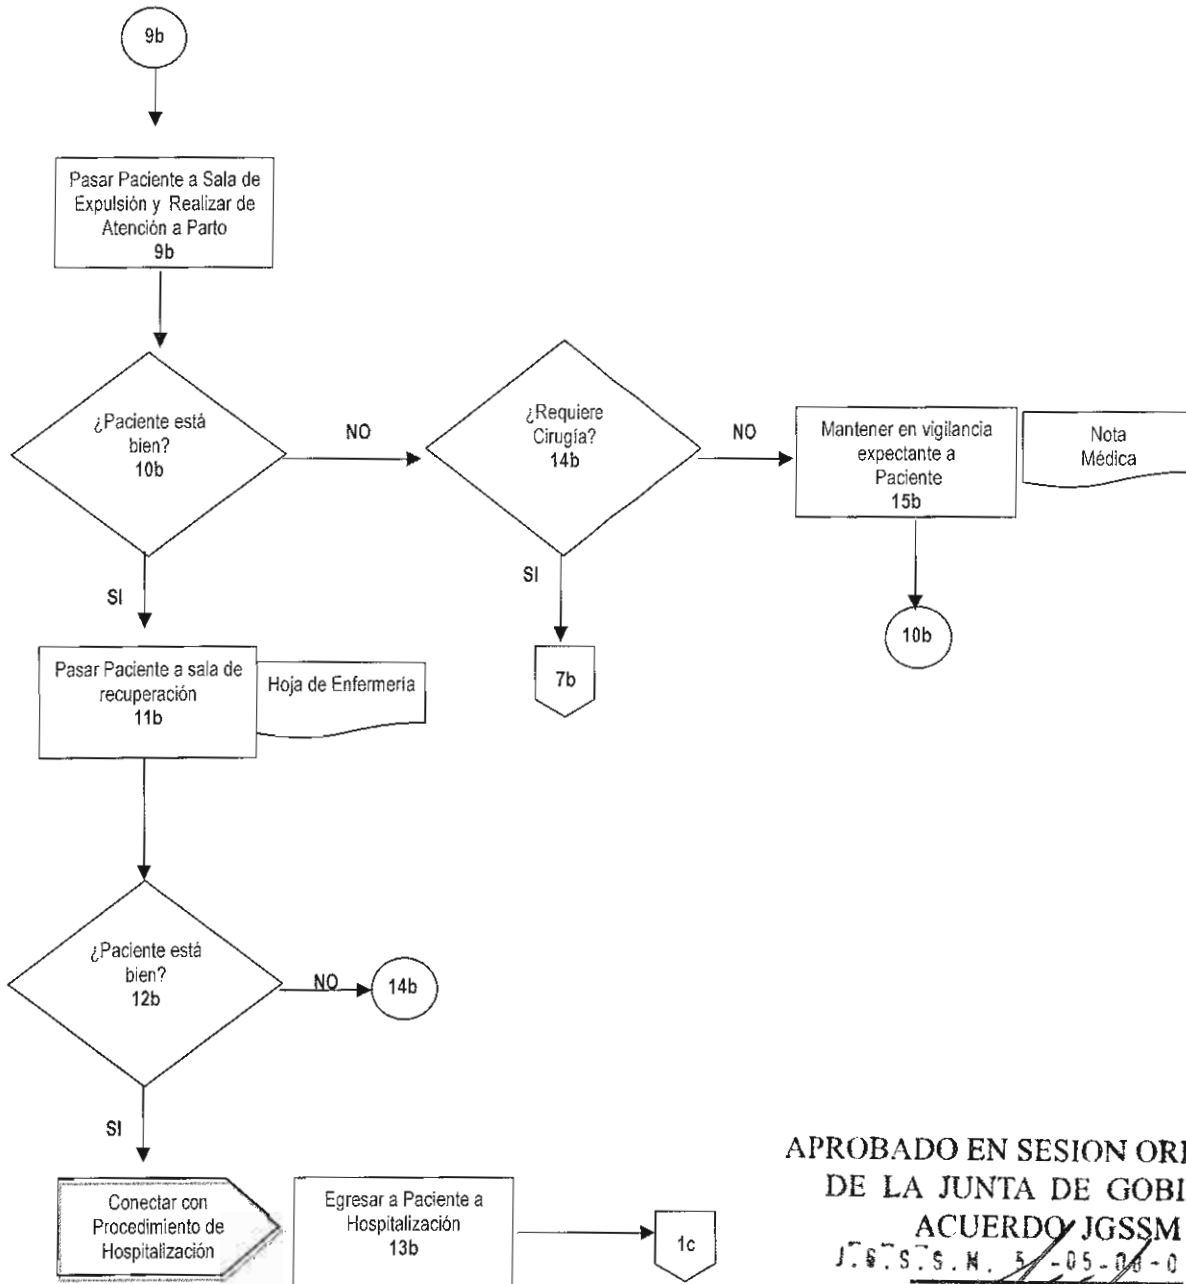 9b
Pasar Paciente a Sala de
Expulsión y Realizar de
Atención a Parto
9b
¿Paciente está
bien?
10b
NO
¿Requiere
Cirugía?
14b
NO
Mantener en vigilancia
expectante a
Paciente
15b
Nota
Médica
SI
SI
10b
7b
Pasar Paciente a sala de
recuperación
11b
Hoja de Enfermería
¿Paciente está
bien?
12b
NO
14b
SI
Conectar con
Procedimiento de
Hospitalización
Egresar a Paciente a
Hospitalización
13b
1c
APROBADO EN SESION
DE LA JUNTA DE
ACUERDO JGSSM